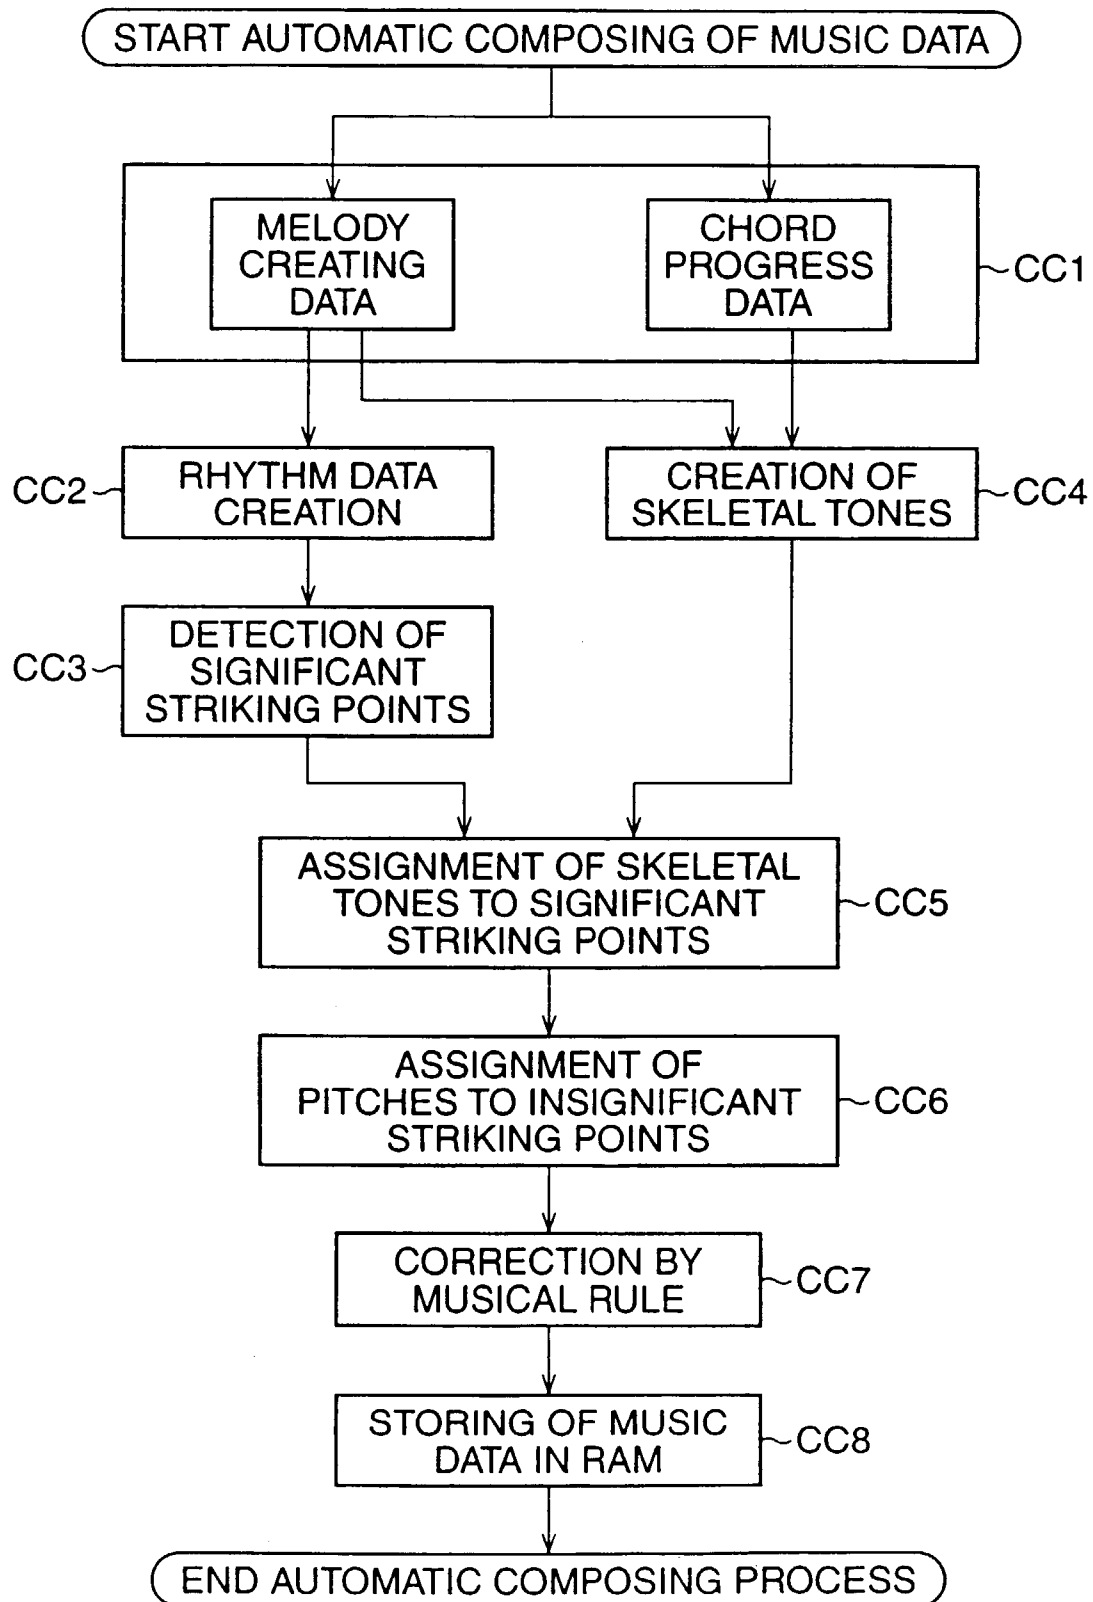 START AUTOMATIC COMPOSING OF MUSIC DATA
MELODY
CREATING
DATA
CHORD
PROGRESS
DATA
CC1
CC2
RHYTHM DATA
CREATION
CREATION OF
SKELETAL TONES
CC4
CC3
DETECTION OF
SIGNIFICANT
STRIKING POINTS
ASSIGNMENT OF SKELETAL
TONES TO SIGNIFICANT
STRIKING POINTS
CC5
ASSIGNMENT OF
PITCHES TO INSIGNIFICANT
STRIKING POINTS
CC6
CORRECTION BY
MUSICAL RULE
CC7
STORING OF MUSIC
DATA IN RAM
CC8
END AUTOMATIC COMPOSING PROCESS